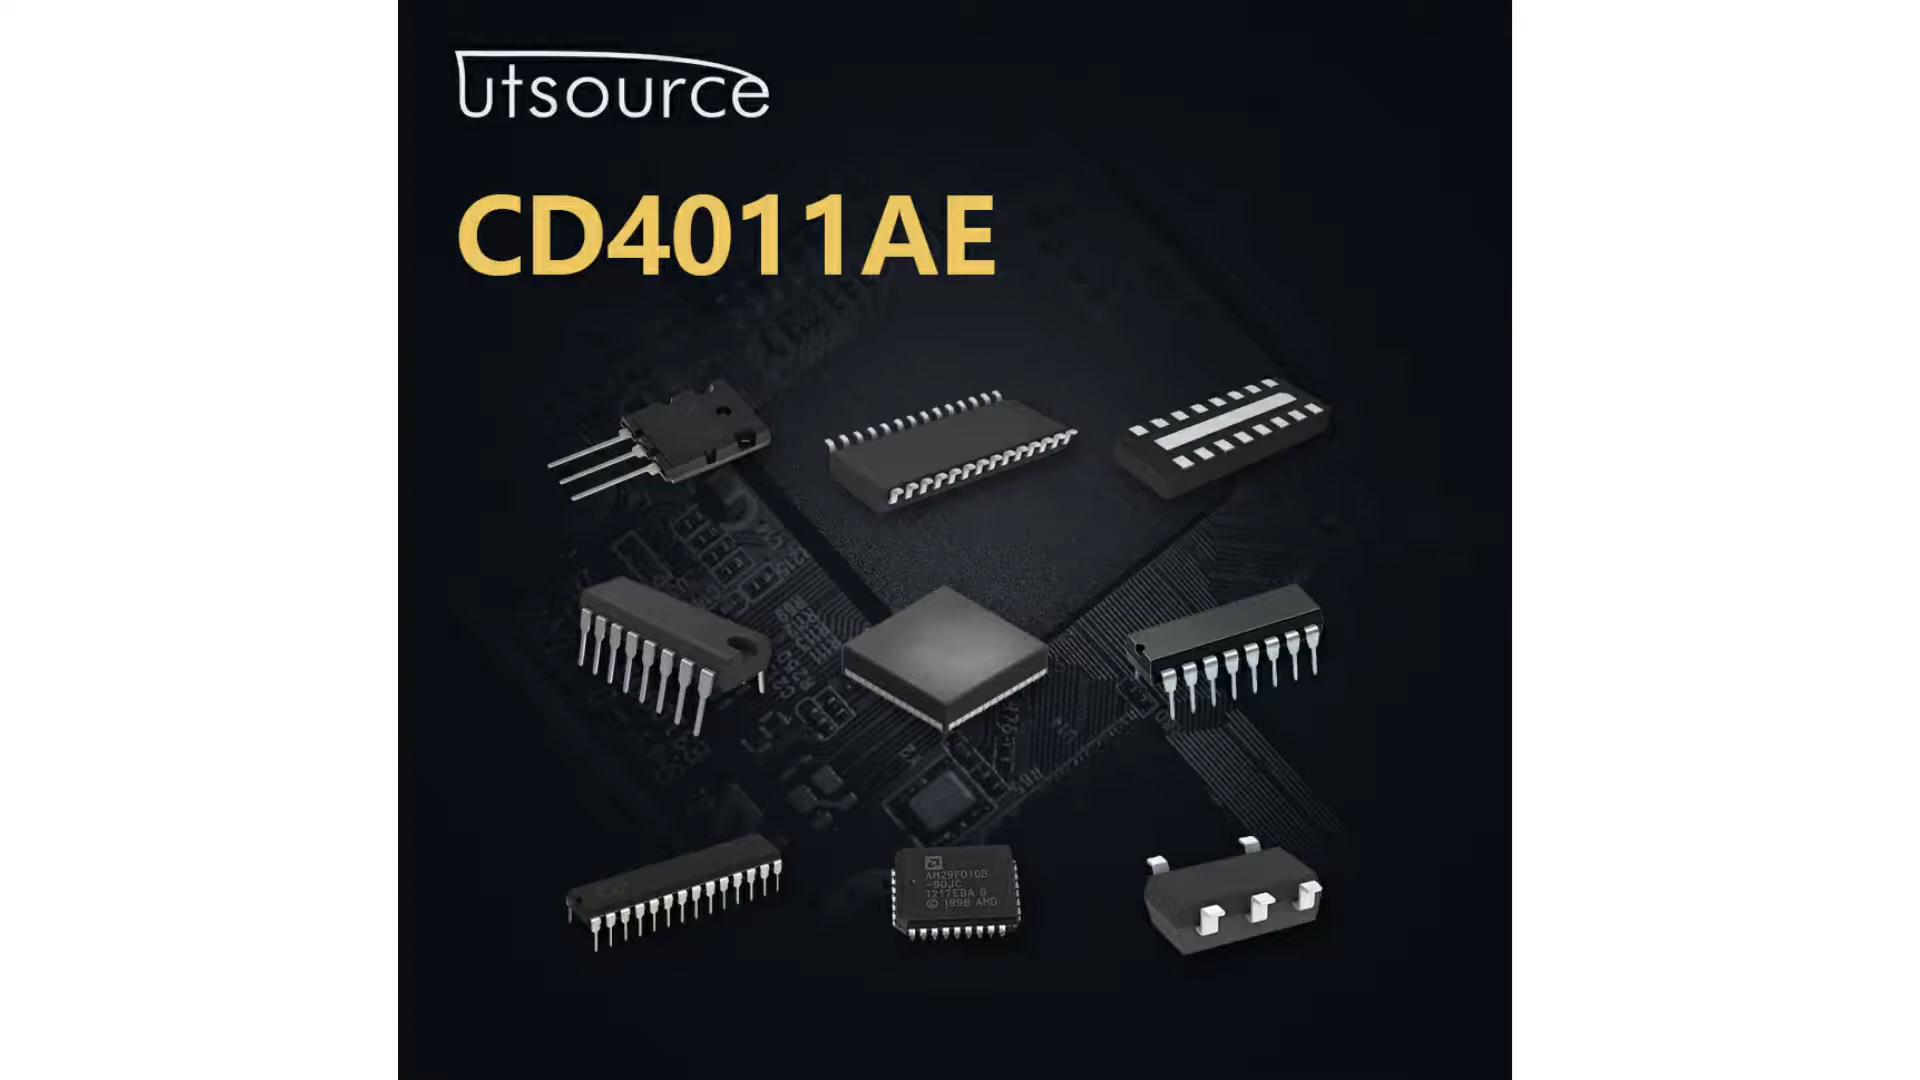 utsource
CD4011AE
AM29F010B
-90JC
1217EBA G
© 1998 AMD